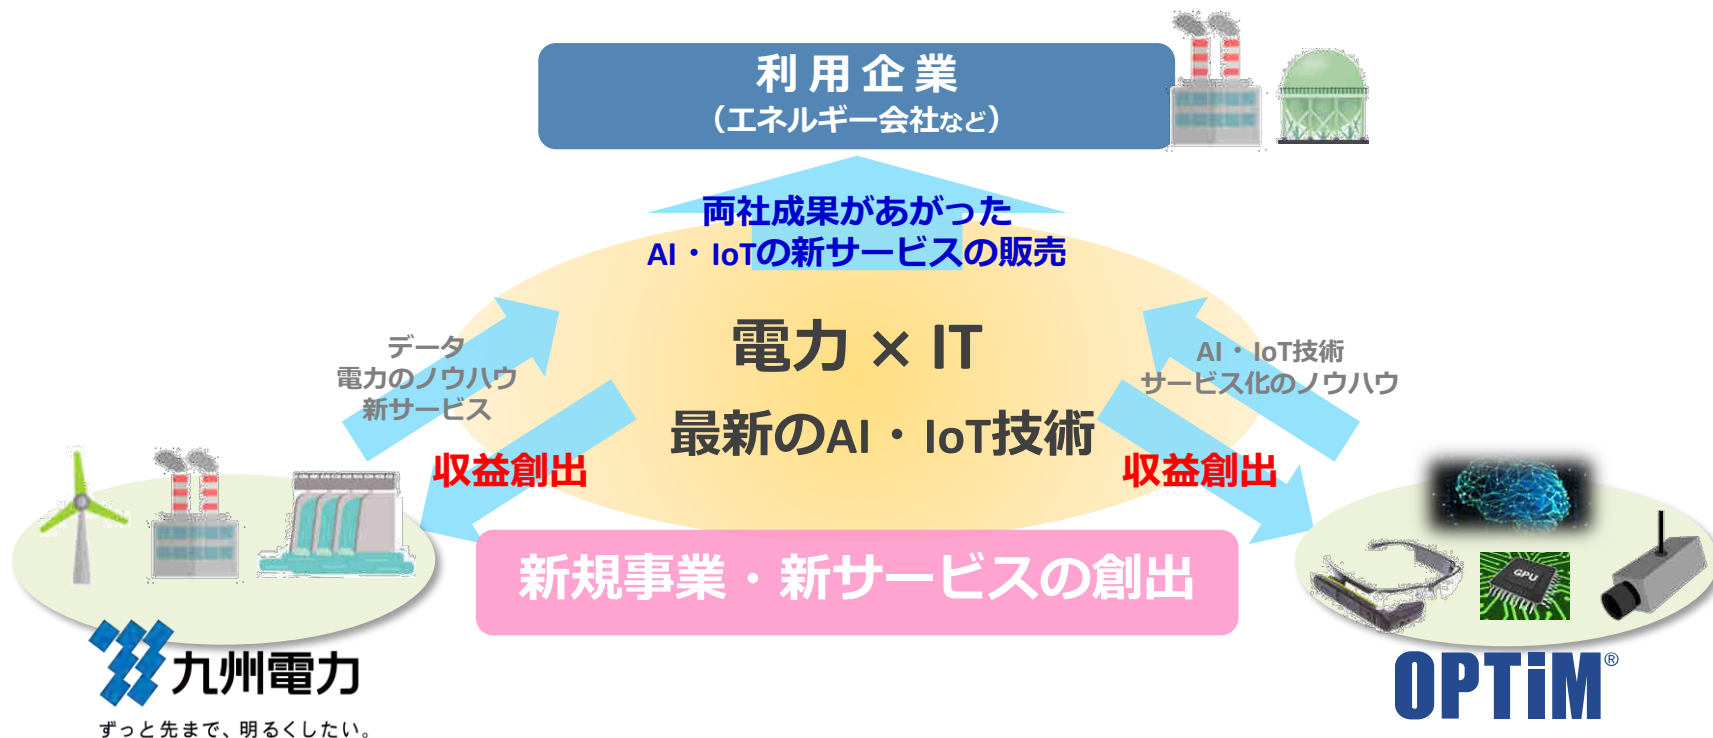 利用企業
（エネルギー会社など）
両社成果があがった
AI・IoTの新サービスの販売
電力 × IT
最新のAI・IoT技術
データ
電力のノウハウ
新サービス
AI・IoT技術
サービス化のノウハウ
収益創出
収益創出
新規事業・新サービスの創出
GPU
九州電力
ずっと先まで、明るくしたい。
OPTiM®